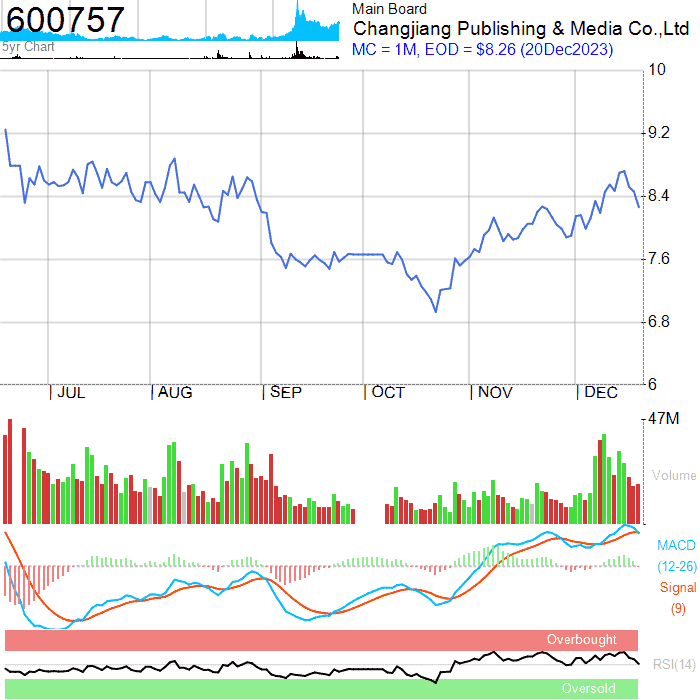 600757
5yr Chart
Main Board
Changjiang Publishing & Media Co.,Ltd
MC = 1M, EOD = $8.26 (20Dec2023)
10
9.2
8.4
7.6
6.8
6
JUL AUG SEP OCT NOV DEC
47M
Volume
MACD
(12-26)
Signal
(9)
Overbought
RSI(14)
Oversold